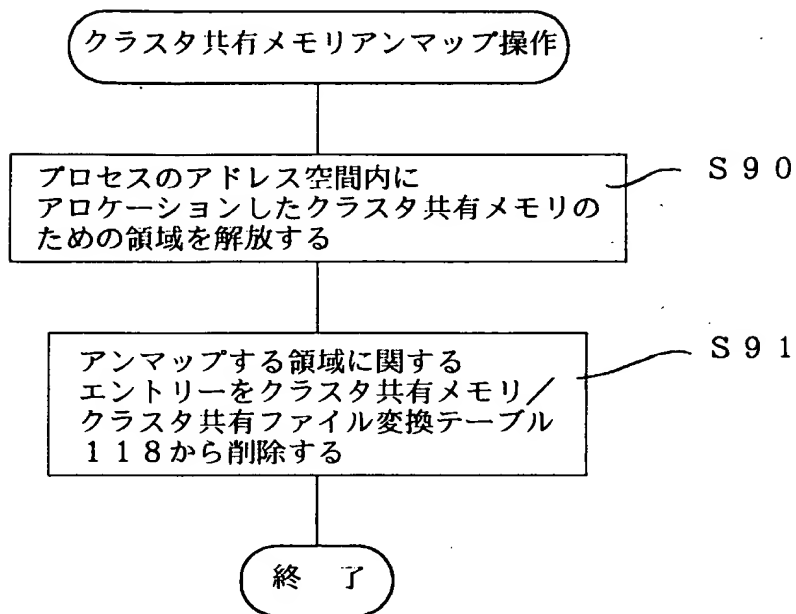 クラスタ共有メモリアンマップ操作
プロセスのアドレス空間内に
アロケーションしたクラスタ共有メモリの
ための領域を解放する
S90
アンマップする領域に関する
エントリーをクラスタ共有メモリ／
クラスタ共有ファイル変換テーブル
118から削除する
S91
終 了